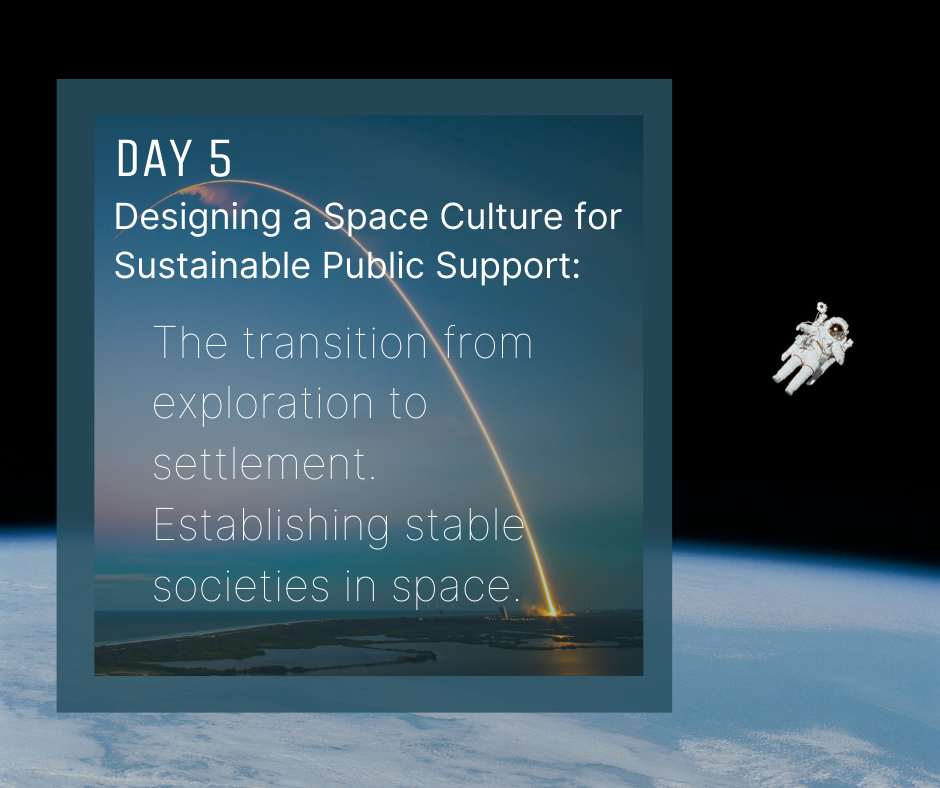 DAY 5
Designing a Space Culture for
Sustainable Public Support:
The transition from
exploration to
settlement.
Establishing stable
societies in space.